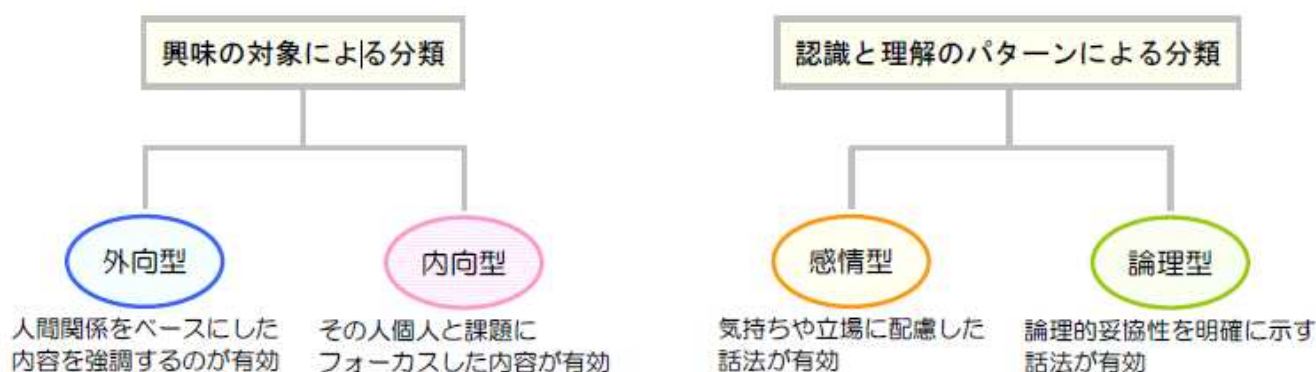 興味の対象による分類
外向型
人間関係をベースにした
内容を強調するのが有効
内向型
その人個人と課題に
フォーカスした内容が有効
認識と理解のパターンによる分類
感情型
気持ちや立場に配慮した
話法が有効
論理型
論理的妥協性を明確に示す
話法が有効